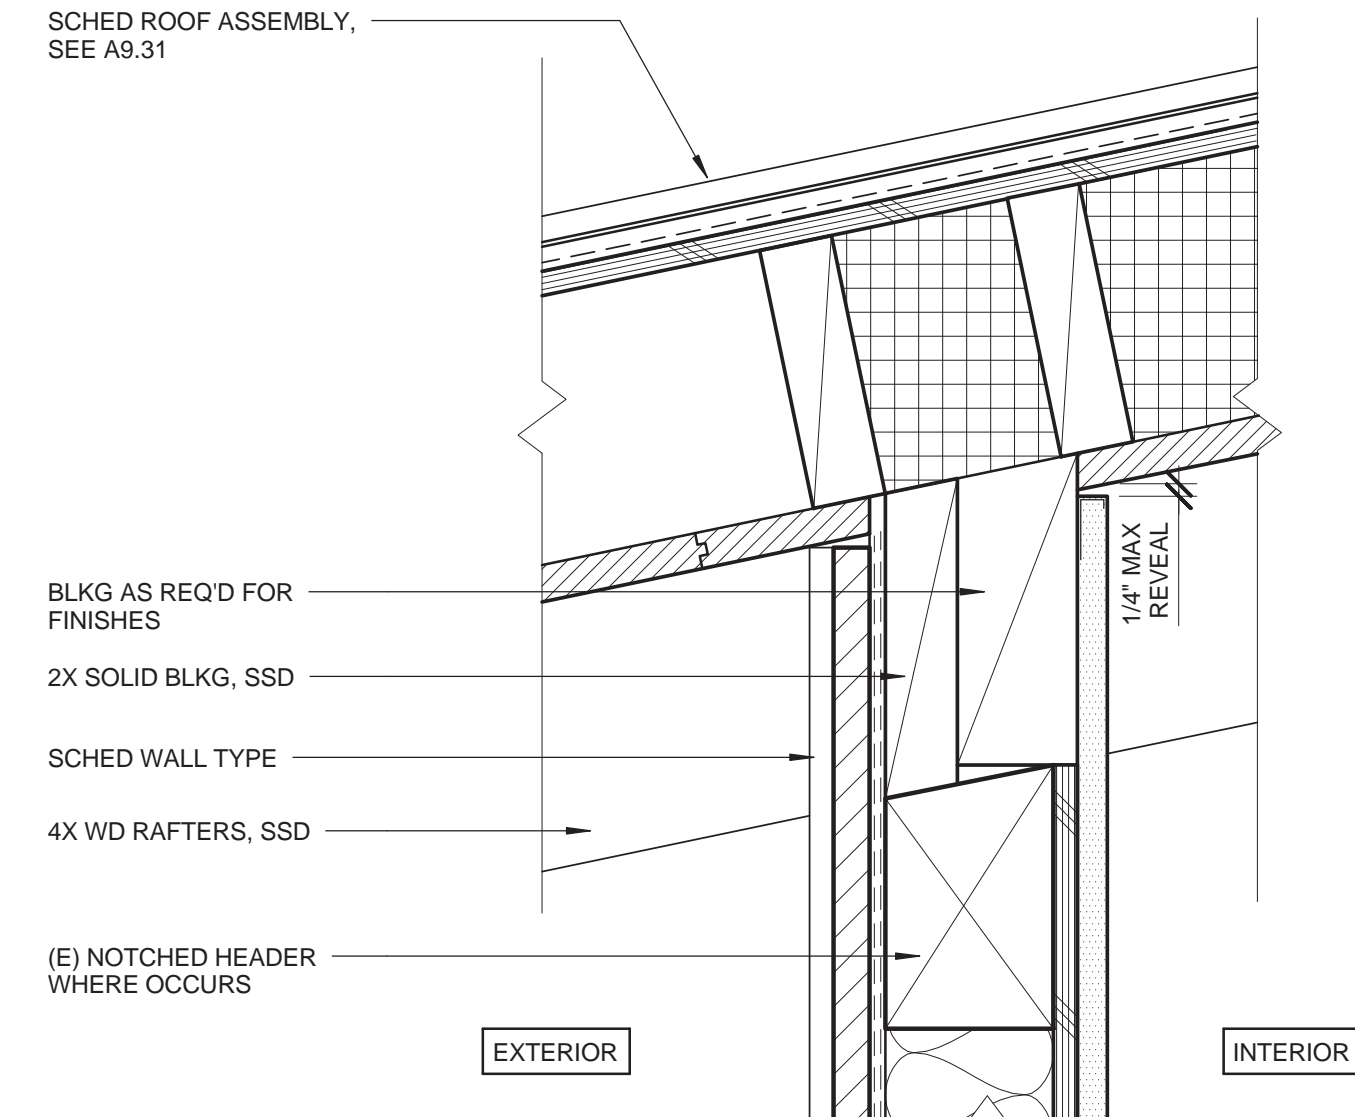 SCHED ROOF ASSEMBLY,
SEE A9.31
BLKG AS REQ'D FOR
FINISHES
2X SOLID BLKG, SSD
SCHED WALL TYPE
4X WD RAFTERS, SSD
(E) NOTCHED HEADER
WHERE OCCURS
1/4" MAX
REVEAL
EXTERIOR
INTERIOR